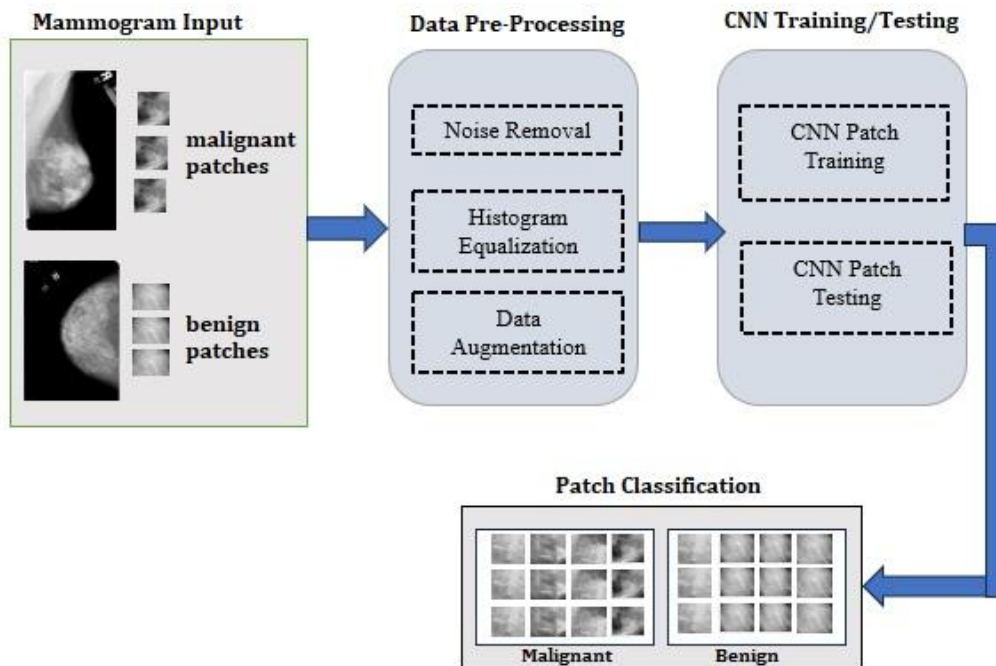 Mammogram Input
malignant
patches
benign
patches
Data Pre-Processing
Noise Removal
Histogram
Equalization
Data
Augmentation
CNN Training/Testing
CNN Patch
Training
CNN Patch
Testing
Patch Classification
Malignant
Benign